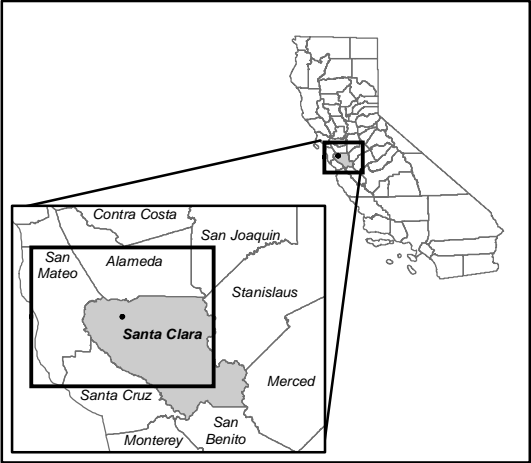 Contra Costa
San Joaquin
San
Mateo
Alameda
Stanislaus
Santa Clara
Merced
Santa Cruz
San
Benito
Monterey